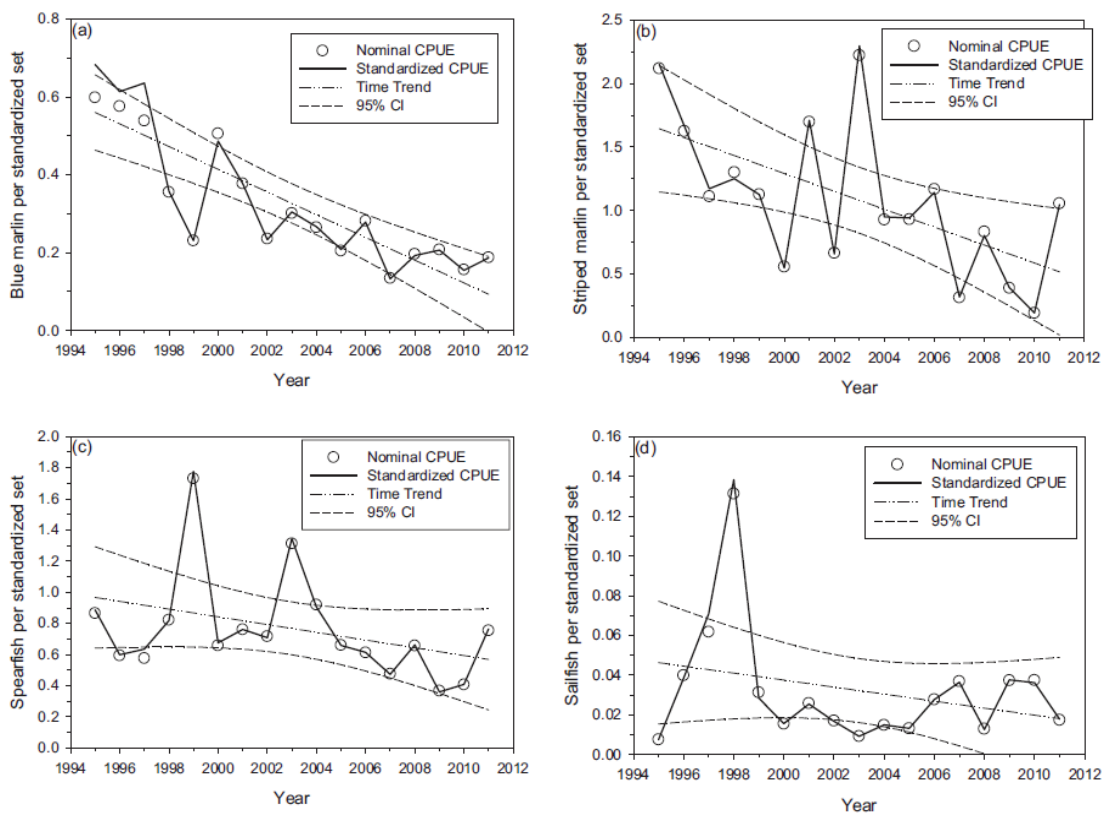 (a)
Nominal CPUE
Standardized CPUE
Time Trend
95% CI
Blue marlin per standardized set
0.8
0.6
0.4
0.2
0.0
1994 1996 1998 2000 2002 2004 2006 2008 2010 2012
Year
(b)
Nominal CPUE
Standardized CPUE
Time Trend
95% CI
Striped marlin per standardized set
2.5
2.0
1.5
1.0
0.5
0.0
1994 1996 1998 2000 2002 2004 2006 2008 2010 2012
Year
(c)
Nominal CPUE
Standardized CPUE
Time Trend
95% CI
Spearfish per standardized set
2.0
1.8
1.6
1.4
1.2
1.0
0.8
0.6
0.4
0.2
0.0
1994 1996 1998 2000 2002 2004 2006 2008 2010 2012
Year
(d)
Nominal CPUE
Standardized CPUE
Time Trend
95% CI
Sailfish per standardized set
0.16
0.14
0.12
0.10
0.08
0.06
0.04
0.02
0.00
1994 1996 1998 2000 2002 2004 2006 2008 2010 2012
Year